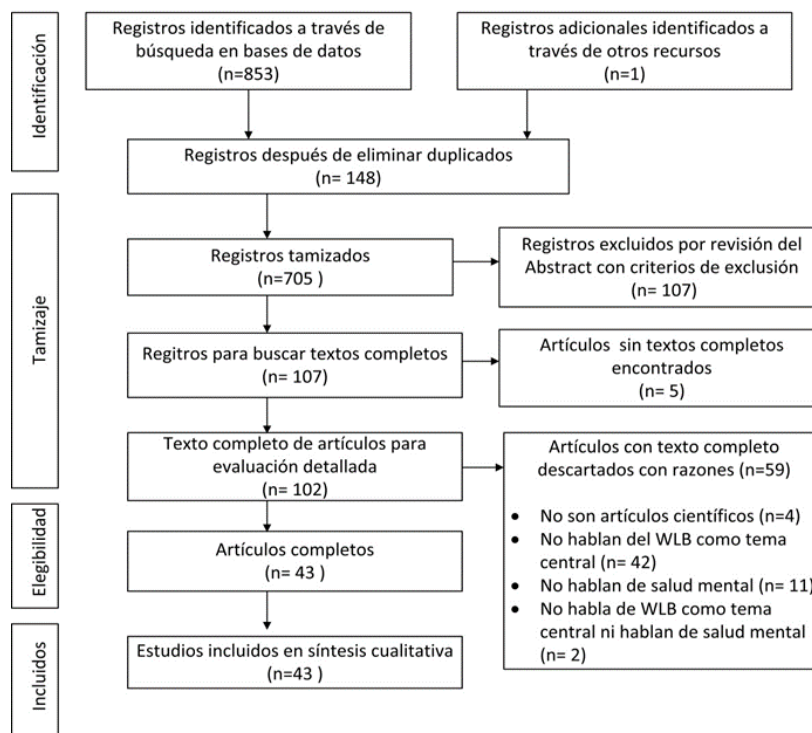 Identificación
Registros identificados a través de
búsqueda en bases de datos
(n=853)
Registros adicionales identificados a
través de otros recursos
(n=1)
Registros después de eliminar duplicados
(n= 148)
Tamizaje
Registros tamizados
(n=705 )
Registros excluidos por revisión del
Abstract con criterios de exclusión
(n= 107)
Regitros para buscar textos completos
(n= 107)
Artículos sin textos completos
encontrados
(n= 5)
Texto completo de artículos para
evaluación detallada
(n= 102)
Artículos con texto completo
descartados con razones (n=59)
• No son artículos científicos (n=4)
• No hablan del WLB como tema
central (n= 42)
• No hablan de salud mental (n= 11)
• No habla de WLB como tema
central ni hablan de salud mental
(n= 2)
Elegibilidad
Artículos completos
(n= 43 )
Incluidos
Estudios incluidos en síntesis cualitativa
(n=43 )